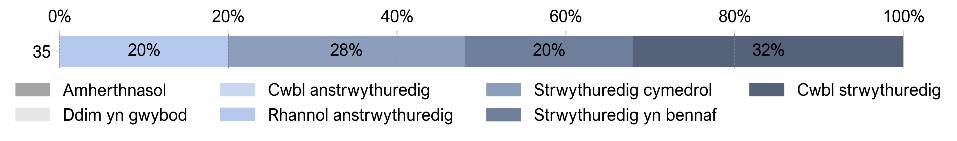 0% 20% 40% 60% 80% 100%
35 20% 28% 20% 32%
Amherthnasol Cwbl anstrwythuredig Strwythuredig cymedrol Cwbl strwythuredig
Ddim yn gwybod Rhannol anstrwythuredig Strwythuredig yn bennaf